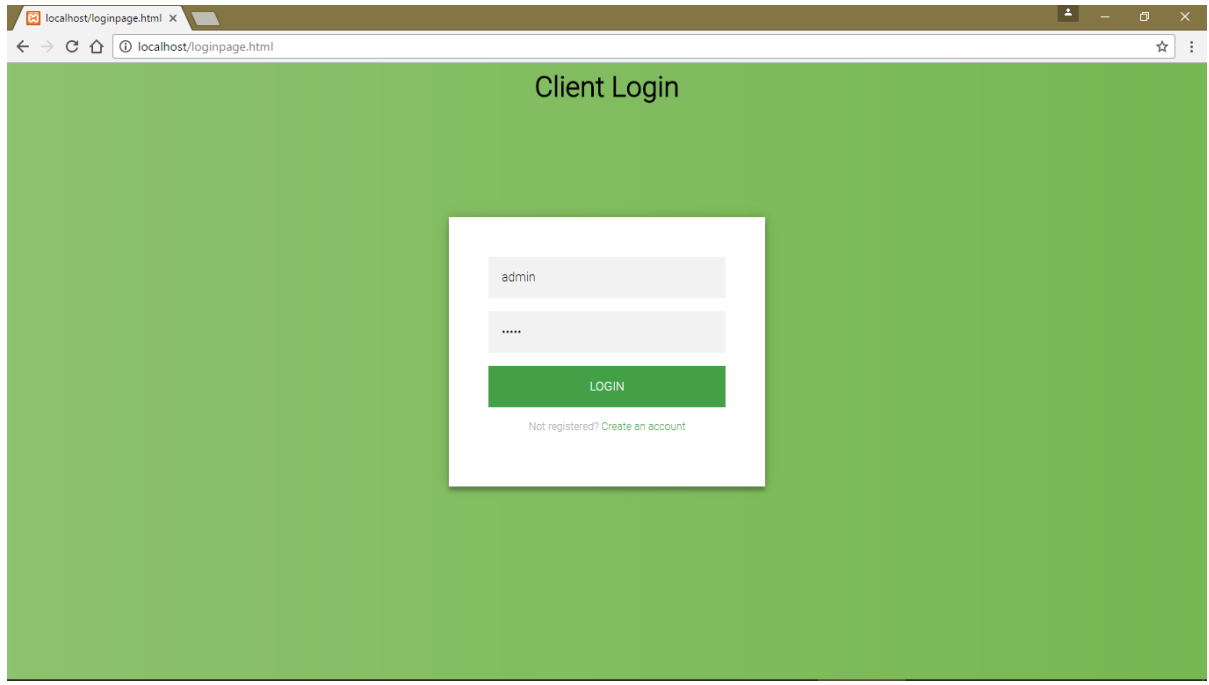 localhost/loginpage.html
localhost/loginpage.html
Client Login
admin
•••••
LOGIN
Not registered? Create an account